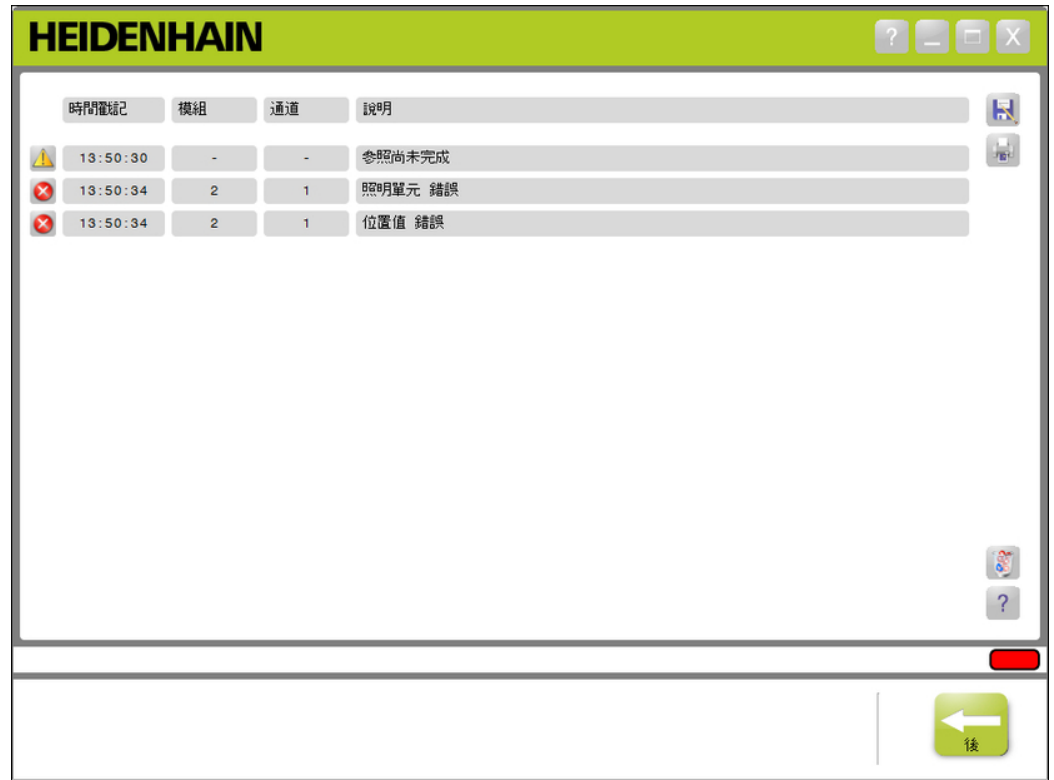 HEIDENHAIN
? X
時間戳記 模組 通道 說明
13:50:30 - - 參照尚未完成
13:50:34 2 1 照明單元 錯誤
13:50:34 2 1 位置值 錯誤
?
後